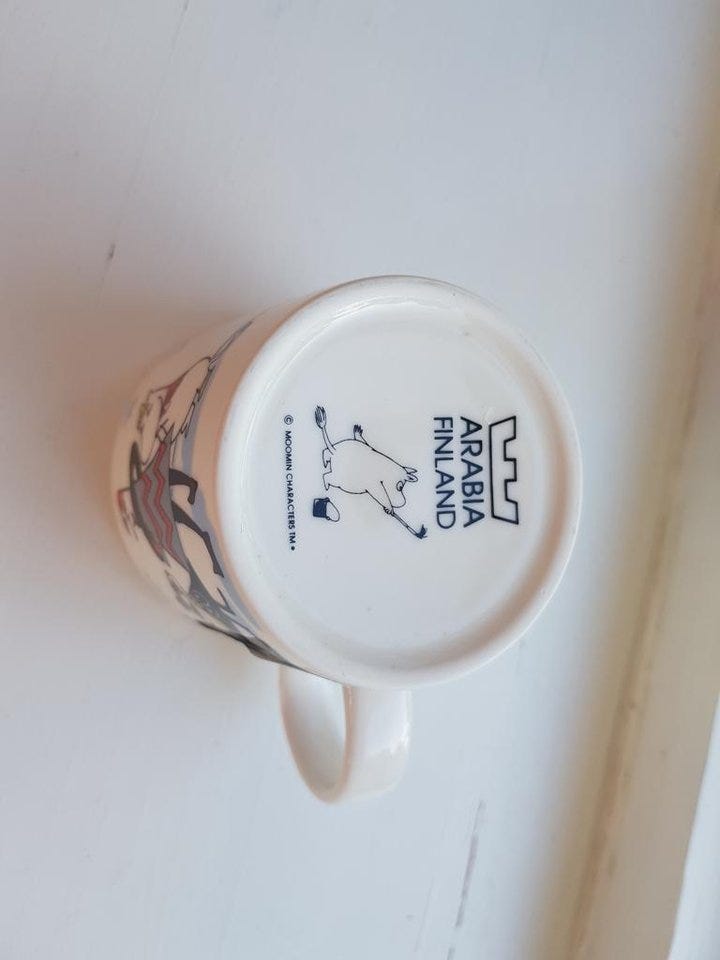 ARABIA
FINLAND
© MOOMIN CHARACTERS TM •